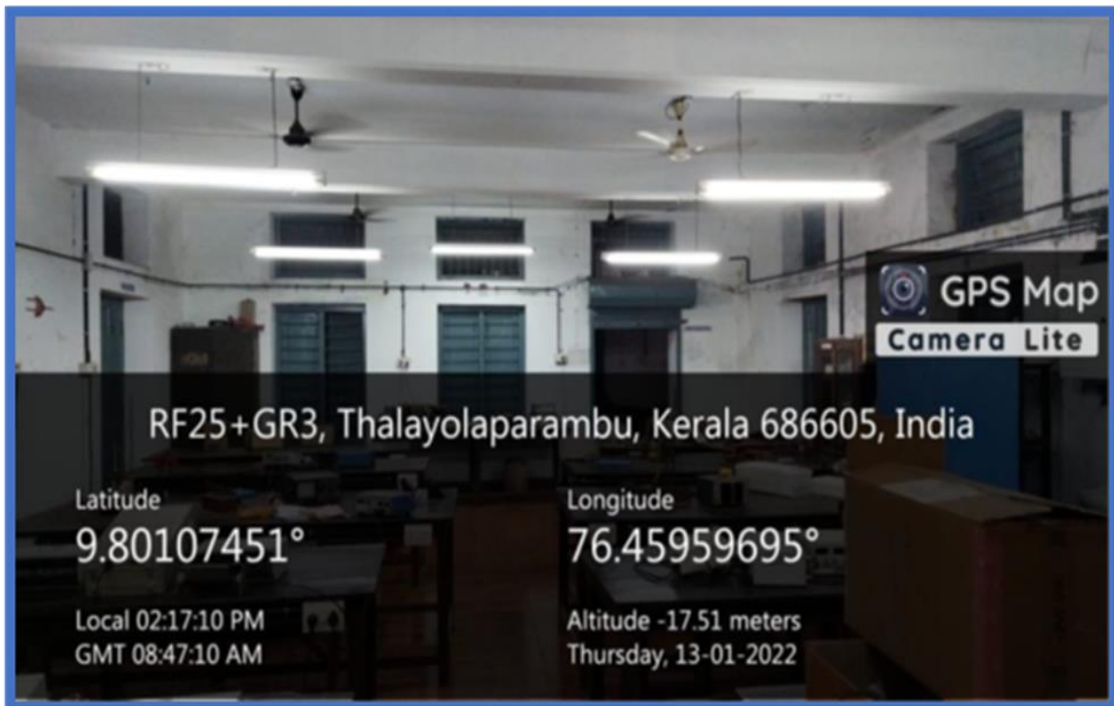 GPS Map
Camera Lite
RF25+GR3, Thalayolaparambu, Kerala 686605, India
Latitude
9.80107451°
Longitude
76.45959695°
Local 02:17:10 PM
GMT 08:47:10 AM
Altitude -17.51 meters
Thursday, 13-01-2022